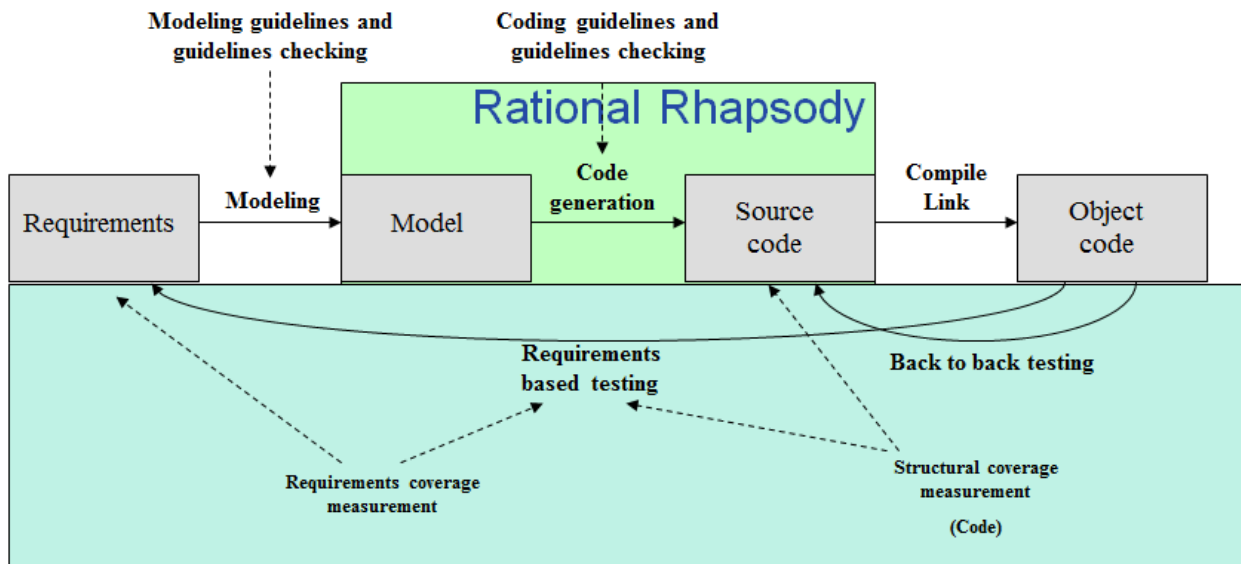 Modeling guidelines and
guidelines checking
Coding guidelines and
guidelines checking
Rational Rhapsody
Requirements
Modeling
Model
Code
generation
Source
code
Compile
Link
Object
code
Requirements
based testing
Back to back testing
Requirements coverage
measurement
Structural coverage
measurement
(Code)